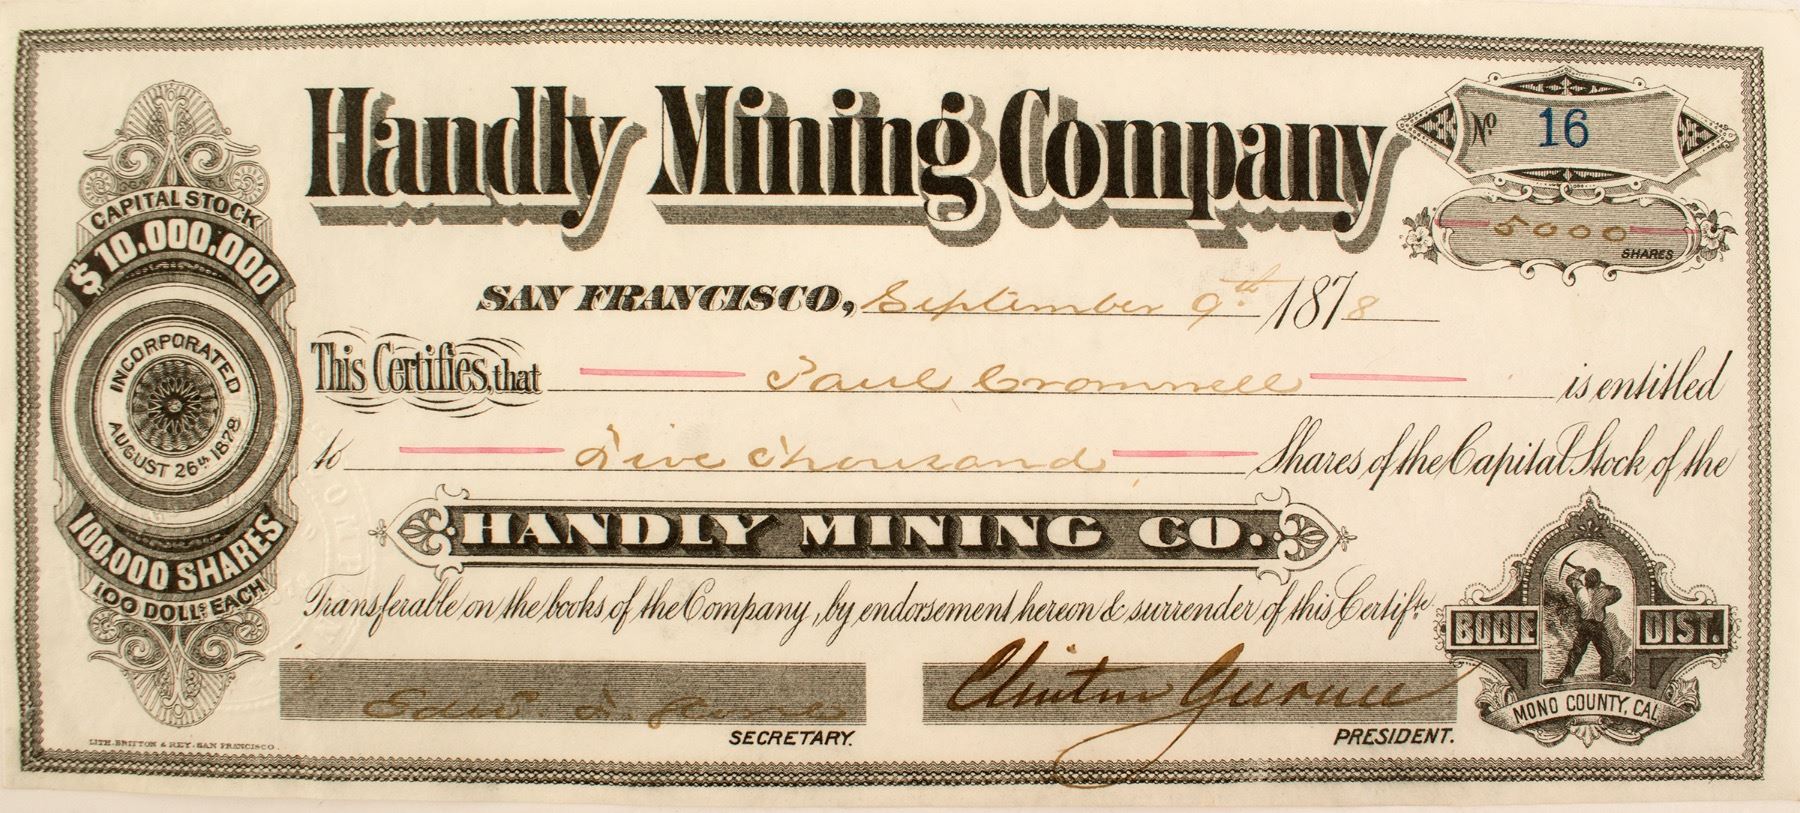 Handly Mining Company
No 16
5000
SHARES
CAPITAL STOCK
$10,000,000
INCORPORATED
AUGUST 26th 1878
100,000 SHARES
100 DOLLS EACH
SAN FRANCISCO, September 9th 1878
This Certifies, that Paul Cromwell is entitled
to Five Thousand Shares of the Capital Stock of the
HANDLY MINING CO.
Transferable on the books of the Company, by endorsement hereon & surrender of this Certifte
BODIE DIST.
MONO COUNTY, CAL
Clinton Gurnee
SECRETARY.
PRESIDENT.
LITH. BRITTON & REY. SAN FRANCISCO.